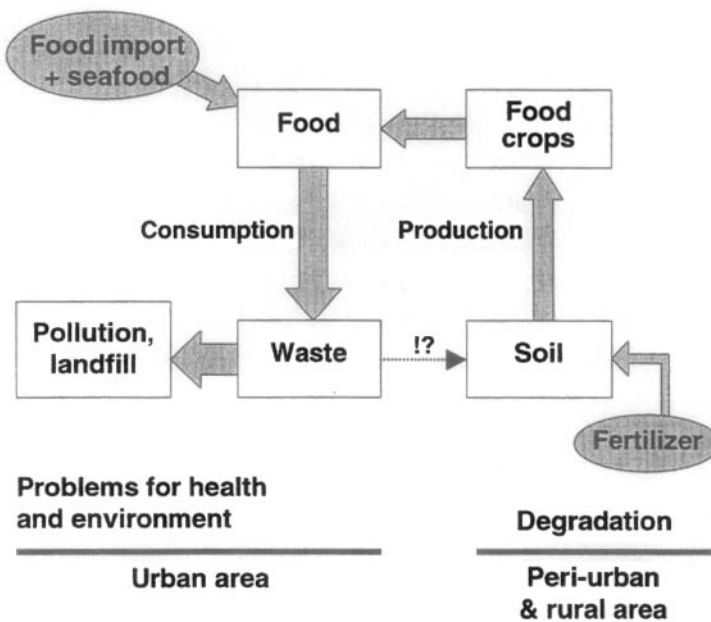 Food import
+ seafood
Food
Food
crops
Consumption
Production
Pollution,
landfill
Waste
!?
Soil
Fertilizer
Problems for health
and environment
Degradation
Urban area
Peri-urban
& rural area